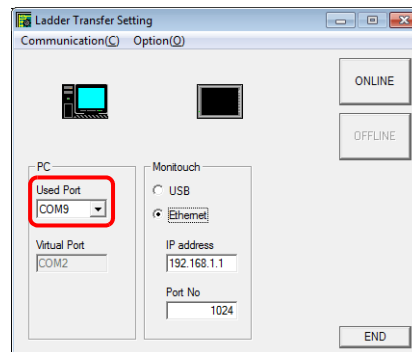 Ladder Transfer Setting
Communication(C) Option(O)
ONLINE
OFFLINE
PC
Used Port
COM9
Virtual Port
COM2
Monitouch
USB
Ethernet
IP address
192.168.1.1
Port No
1024
END